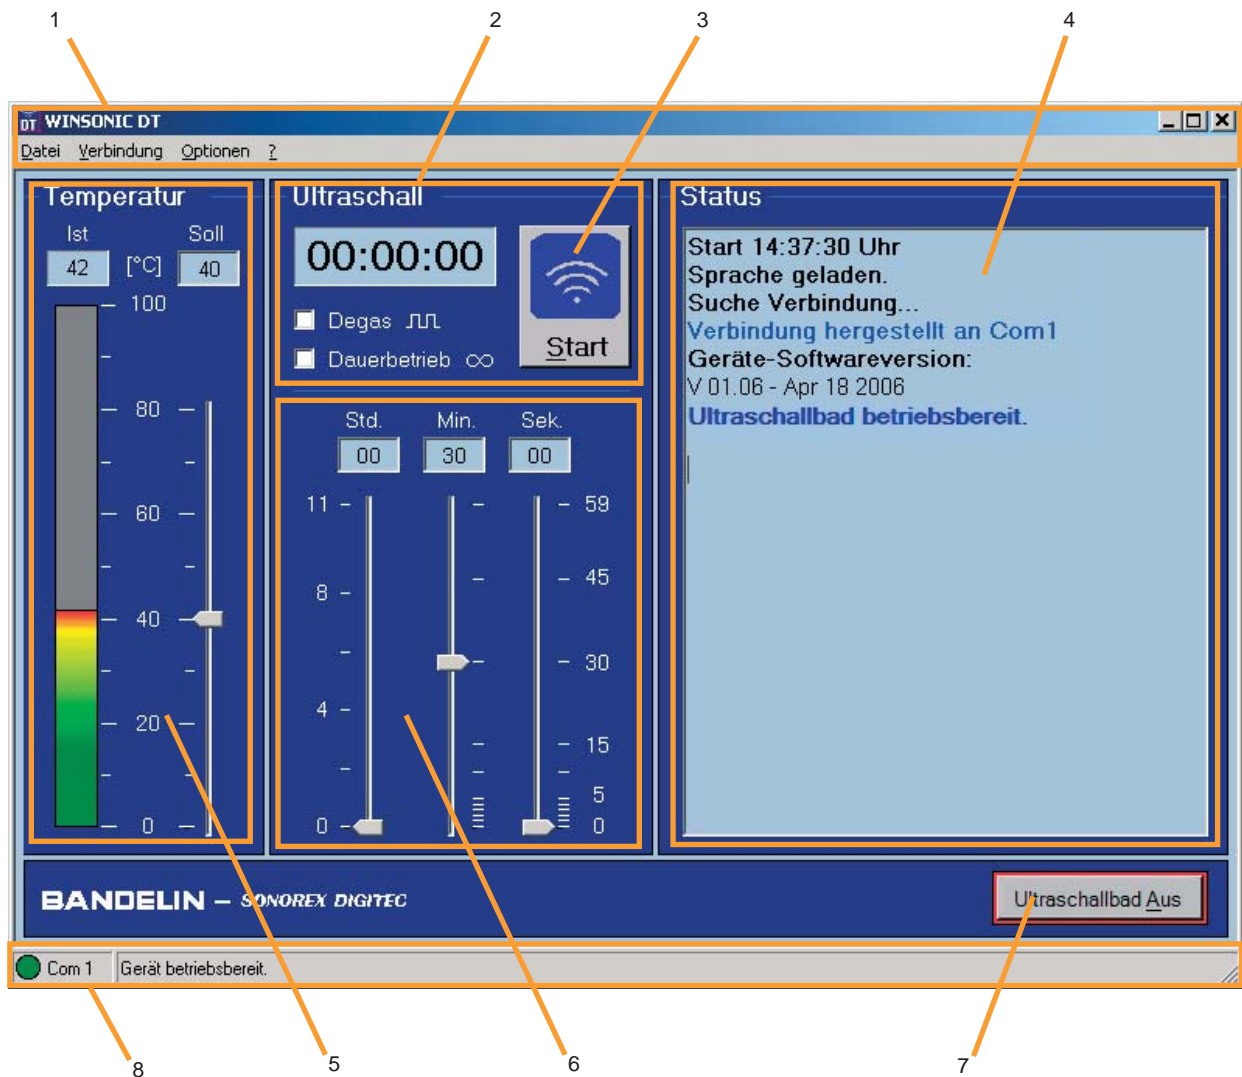 1 2 3 4
DT WINSONIC DT
Datei Verbindung Optionen ?
Temperatur
Ist Soll
42 [°C] 40
100
80
60
40
20
0
Ultraschall
00:00:00
Degas
Dauerbetrieb ∞
Start
Std. Min. Sek.
00 30 00
11 59
45
8
30
4
15
5
0 0
Status
Start 14:37:30 Uhr
Sprache geladen.
Suche Verbindung...
Verbindung hergestellt an Com1
Geräte-Softwareversion:
V 01.06 - Apr 18 2006
Ultraschallbad betriebsbereit.
BANDELIN – SONOREX DIGITEC
Ultraschallbad Aus
Com 1 Gerät betriebsbereit.
8 5 6 7